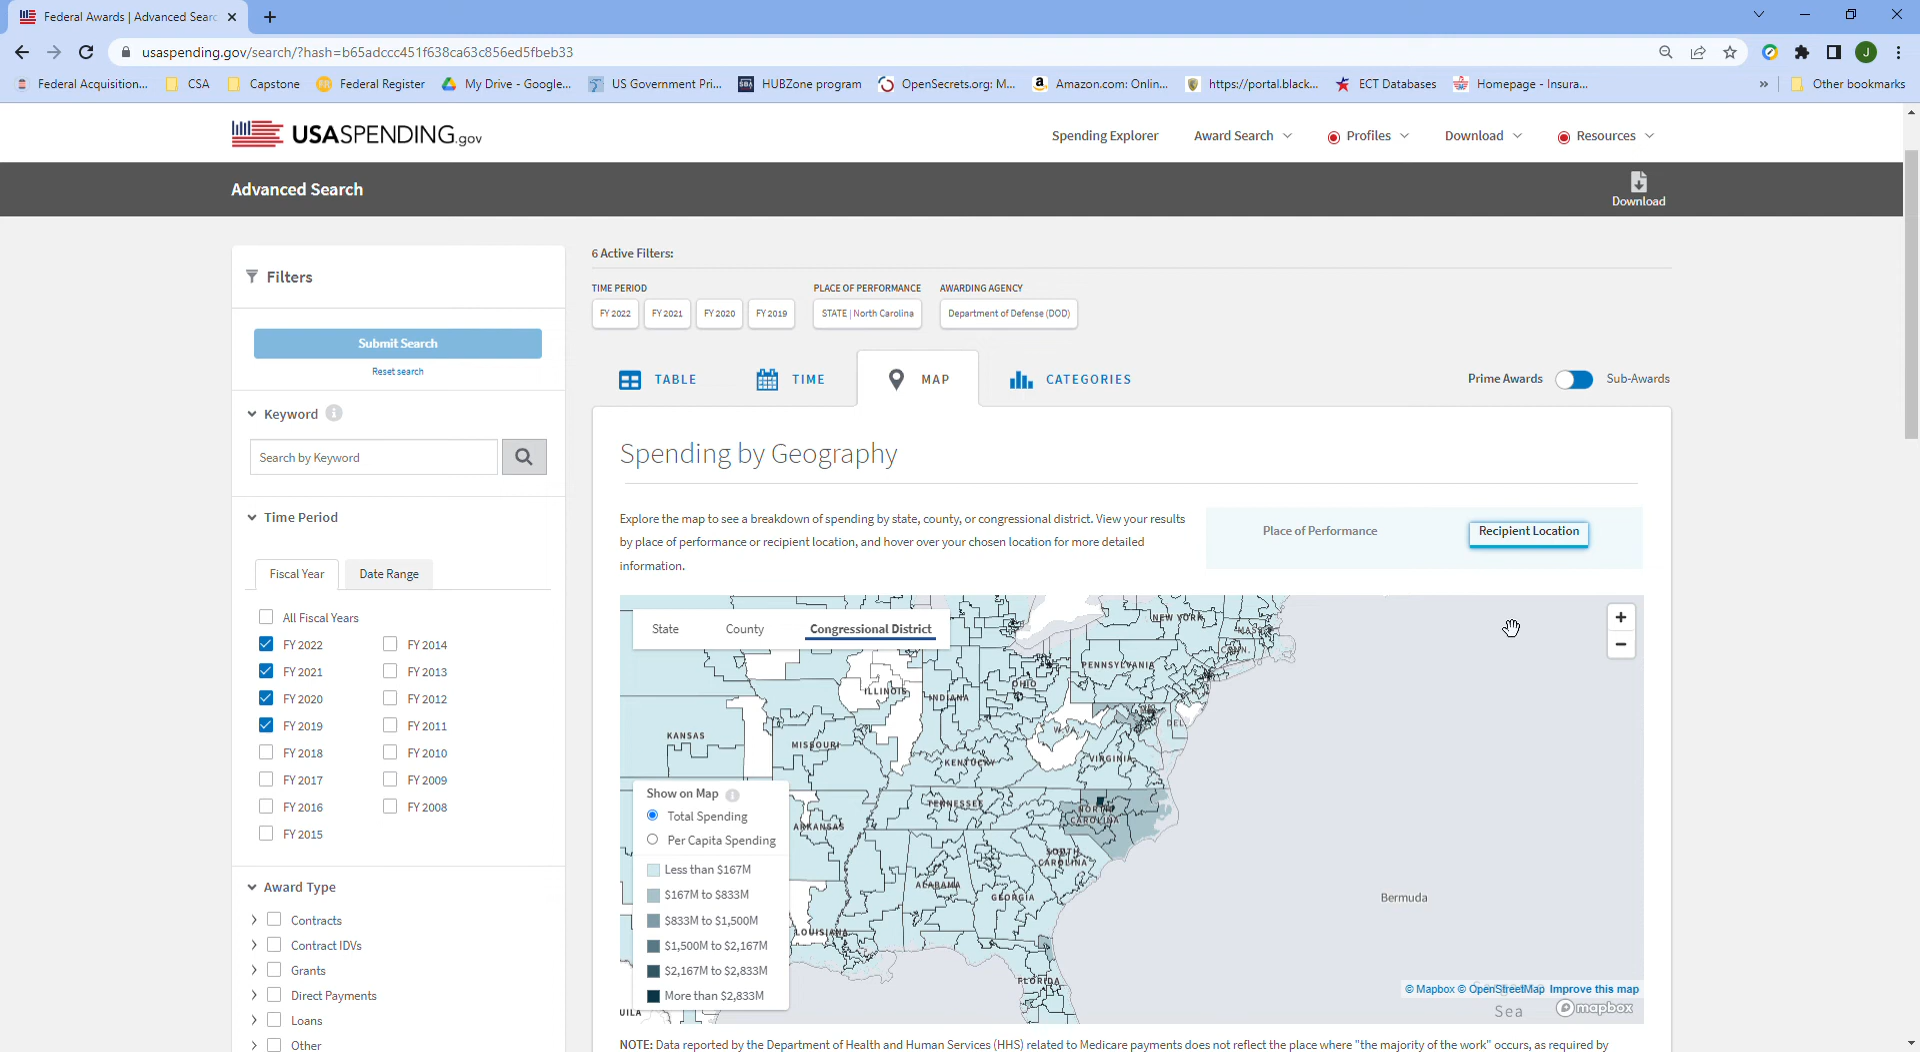 Federal Awards | Advanced Searc
usaspending.gov/search/?hash=b65adccc451f638ca63c856ed5fbeb33
J
Federal Acquisition... CSA Capstone Federal Register My Drive - Google... US Government Pri... HUBZone program OpenSecrets.org: M... Amazon.com: Onlin... https://portal.black... ECT Databases Homepage - Insura... » Other bookmarks
USASPENDING.gov
Spending Explorer Award Search Profiles Download Resources
Advanced Search
Download
Filters
Submit Search
Reset search
Keyword
Search by Keyword
Time Period
Fiscal Year Date Range
All Fiscal Years
FY 2022 FY 2014
FY 2021 FY 2013
FY 2020 FY 2012
FY 2019 FY 2011
FY 2018 FY 2010
FY 2017 FY 2009
FY 2016 FY 2008
FY 2015
Award Type
Contracts
Contract IDVs
Grants
Direct Payments
Loans
Other
6 Active Filters:
TIME PERIOD PLACE OF PERFORMANCE AWARDING AGENCY
FY 2022 FY 2021 FY 2020 FY 2019 STATE | North Carolina Department of Defense (DOD)
TABLE TIME MAP CATEGORIES
Prime Awards Sub-Awards
Spending by Geography
Explore the map to see a breakdown of spending by state, county, or congressional district. View your results
by place of performance or recipient location, and hover over your chosen location for more detailed
information.
Place of Performance Recipient Location
State County Congressional District
+
−
NEW YORK
MASS.
CONN.
PENNSYLVANIA
OHIO
ILLINOIS
INDIANA
DEL.
W.VA.
KANSAS
MISSOURI
KENTUCKY
VIRGINIA
TENNESSEE
NORTH
CAROLINA
ARKANSAS
SOUTH
CAROLINA
ALABAMA
GEORGIA
LOUISIANA
FLORIDA
UILA
Bermuda
Sea
Show on Map
Total Spending
Per Capita Spending
Less than $167M
$167M to $833M
$833M to $1,500M
$1,500M to $2,167M
$2,167M to $2,833M
More than $2,833M
© Mapbox © OpenStreetMap Improve this map
mapbox
NOTE: Data reported by the Department of Health and Human Services (HHS) related to Medicare payments does not reflect the place where "the majority of the work" occurs, as required by